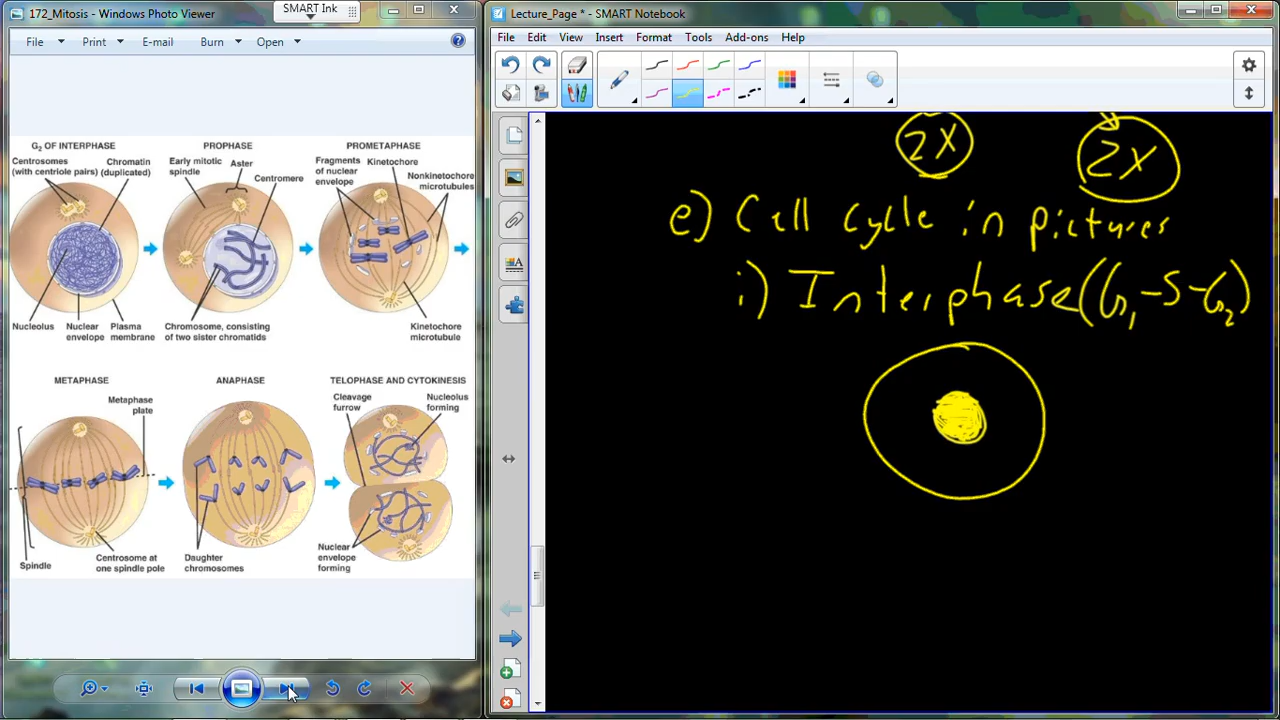 172_Mitosis - Windows Photo Viewer
SMART Ink
File Print E-mail Burn Open
G2 OF INTERPHASE
Centrosomes
(with centriole pairs)
Chromatin
(duplicated)
Nucleolus
Nuclear
envelope
Plasma
membrane
PROPHASE
Early mitotic
spindle
Aster
Centromere
Chromosome, consisting
of two sister chromatids
PROMETAPHASE
Fragments
of nuclear
envelope
Kinetochore
Nonkinetochore
microtubules
Kinetochore
microtubule
METAPHASE
Metaphase
plate
Spindle
Centrosome at
one spindle pole
ANAPHASE
Daughter
chromosomes
TELOPHASE AND CYTOKINESIS
Cleavage
furrow
Nucleolus
forming
Nuclear
envelope
forming
Lecture_Page * - SMART Notebook
File Edit View Insert Format Tools Add-ons Help
2X 2X
e) Cell cycle in pictures
i) Interphase (G1-S-G2)